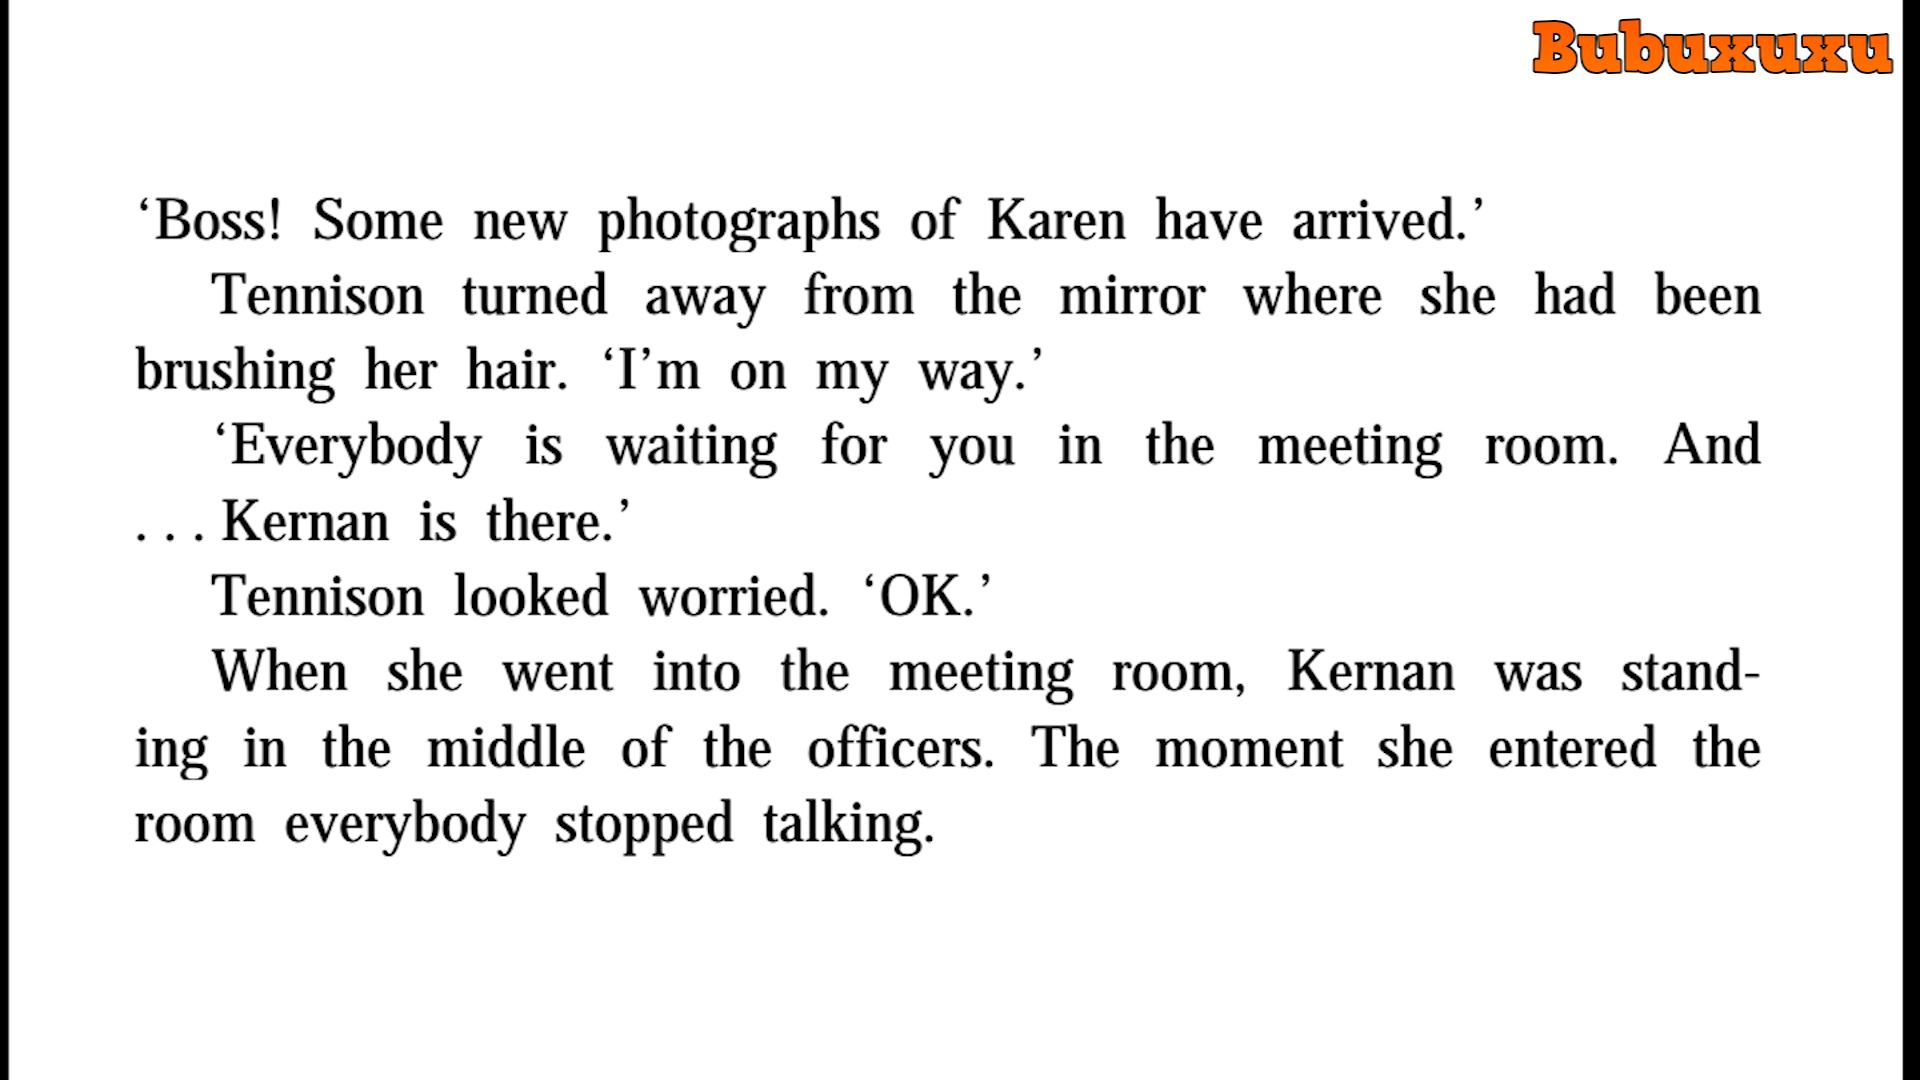 Bubuxuxu
‘Boss! Some new photographs of Karen have arrived.’
Tennison turned away from the mirror where she had been
brushing her hair. ‘I’m on my way.’
‘Everybody is waiting for you in the meeting room. And
. . . Kernan is there.’
Tennison looked worried. ‘OK.’
When she went into the meeting room, Kernan was stand-
ing in the middle of the officers. The moment she entered the
room everybody stopped talking.